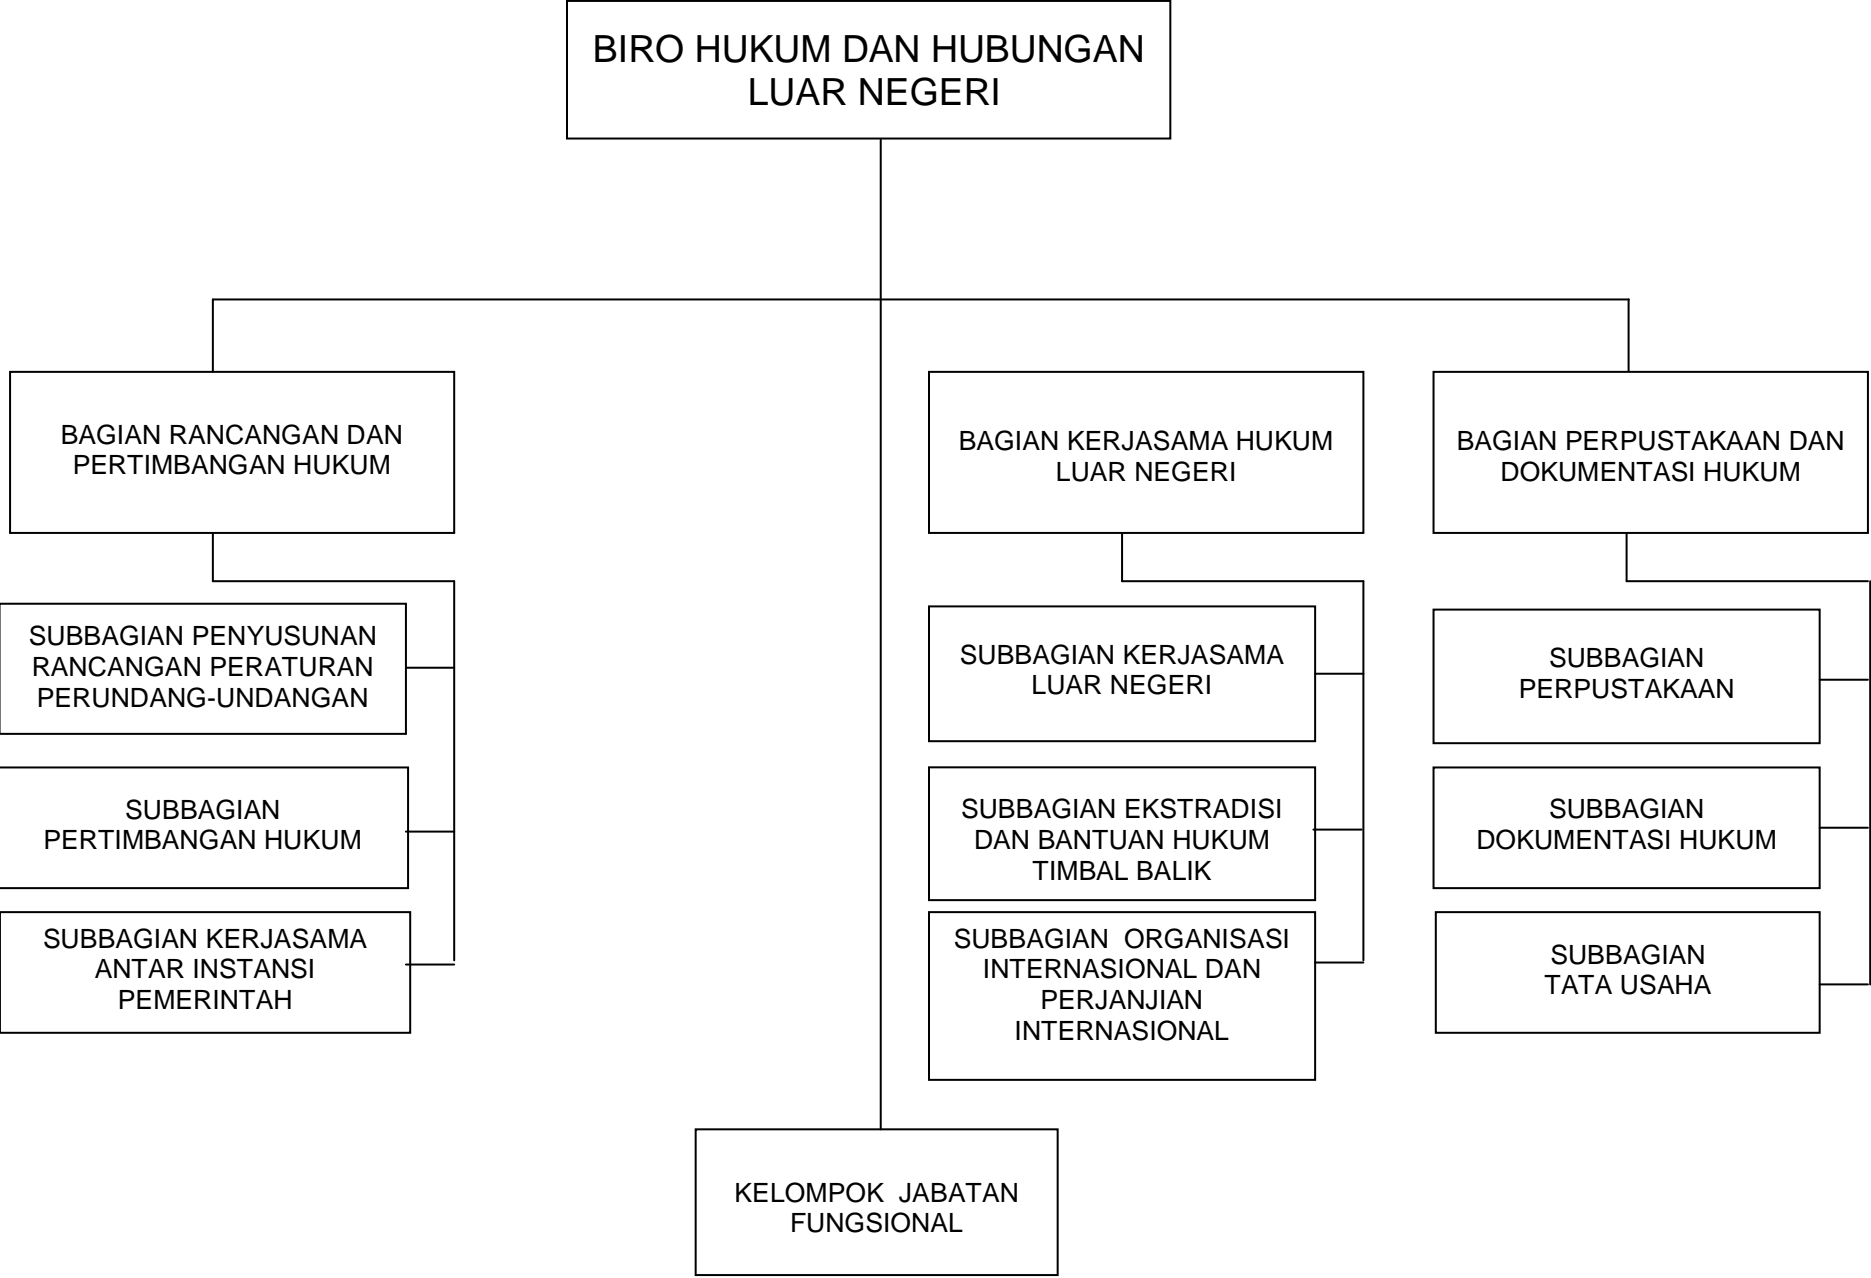 BIRO HUKUM DAN HUBUNGAN
LUAR NEGERI
BAGIAN RANCANGAN DAN
PERTIMBANGAN HUKUM
BAGIAN KERJASAMA HUKUM
LUAR NEGERI
BAGIAN PERPUSTAKAAN DAN
DOKUMENTASI HUKUM
SUBBAGIAN PENYUSUNAN
RANCANGAN PERATURAN
PERUNDANG-UNDANGAN
SUBBAGIAN KERJASAMA
LUAR NEGERI
SUBBAGIAN
PERPUSTAKAAN
SUBBAGIAN
PERTIMBANGAN HUKUM
SUBBAGIAN EKSTRADISI
DAN BANTUAN HUKUM
TIMBAL BALIK
SUBBAGIAN
DOKUMENTASI HUKUM
SUBBAGIAN KERJASAMA
ANTAR INSTANSI
PEMERINTAH
SUBBAGIAN ORGANISASI
INTERNASIONAL DAN
PERJANJIAN
INTERNASIONAL
SUBBAGIAN
TATA USAHA
KELOMPOK JABATAN
FUNGSIONAL